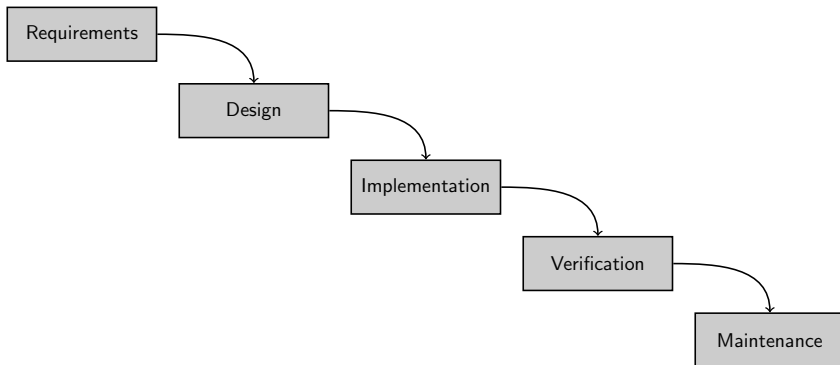 Requirements
Design
Implementation
Verification
Maintenance